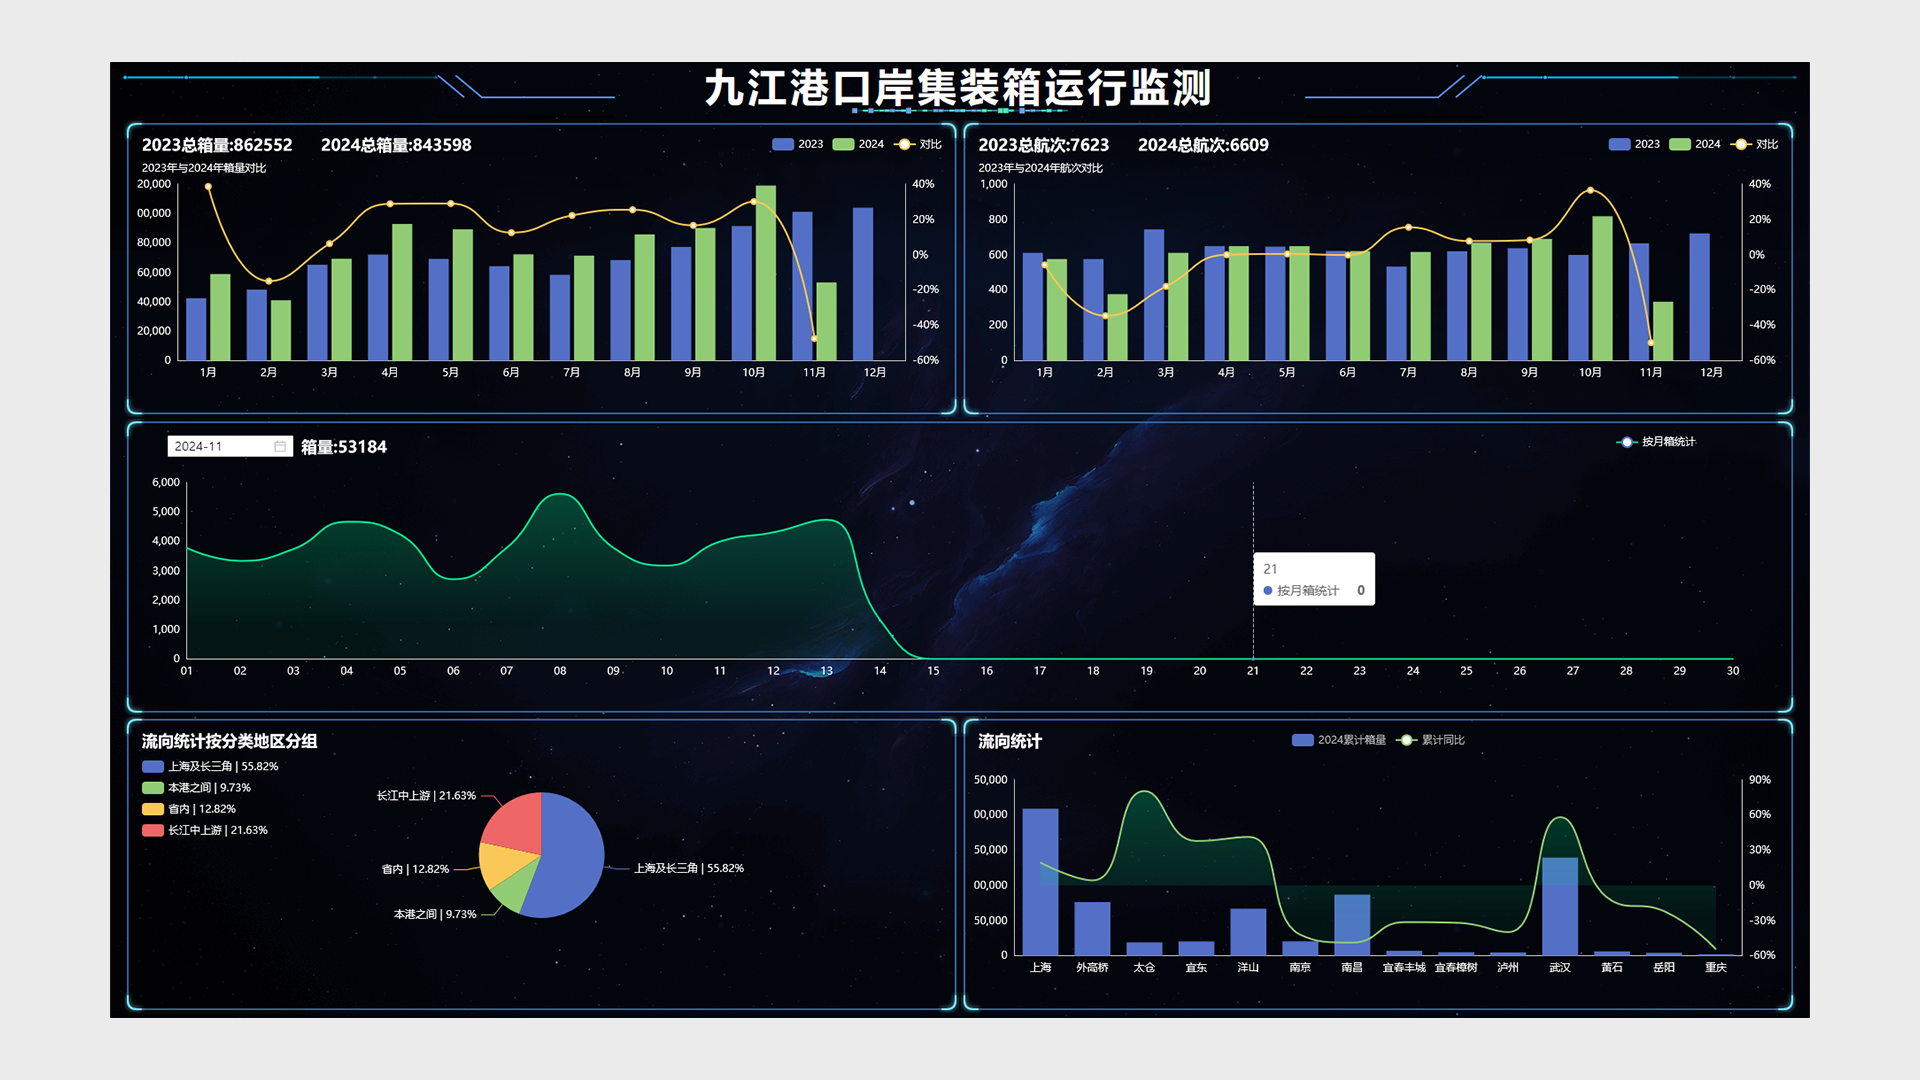 九江港口岸集装箱运行监测
2023总箱量:862552 2024总箱量:843598
2023 2024 对比
2023年与2024年箱量对比
20,000
00,000
80,000
60,000
40,000
20,000
0
40%
20%
0%
-20%
-40%
-60%
1月 2月 3月 4月 5月 6月 7月 8月 9月 10月 11月 12月
2023总航次:7623 2024总航次:6609
2023 2024 对比
2023年与2024年航次对比
1,000
800
600
400
200
0
40%
20%
0%
-20%
-40%
-60%
1月 2月 3月 4月 5月 6月 7月 8月 9月 10月 11月 12月
2024-11 箱量:53184
按月箱统计
6,000
5,000
4,000
3,000
2,000
1,000
0
21
按月箱统计 0
01 02 03 04 05 06 07 08 09 10 11 12 13 14 15 16 17 18 19 20 21 22 23 24 25 26 27 28 29 30
流向统计按分类地区分组
上海及长三角 | 55.82%
本港之间 | 9.73%
省内 | 12.82%
长江中上游 | 21.63%
长江中上游 | 21.63%
省内 | 12.82%
本港之间 | 9.73%
上海及长三角 | 55.82%
流向统计
2024累计箱量 累计同比
50,000
00,000
50,000
00,000
50,000
0
90%
60%
30%
0%
-30%
-60%
上海 外高桥 太仓 宜东 洋山 南京 南昌 宜春丰城 宜春樟树 泸州 武汉 黄石 岳阳 重庆